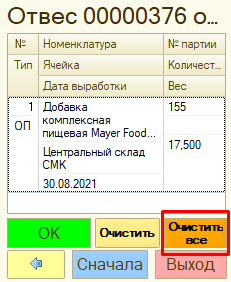 Отвес 00000376 о...
№ Номенклатура № партии
Тип Ячейка Количест...
Дата выработки Вес
1 Добавка 155
ОП комплексная
пищевая Mayer Food...
Центральный склад 17,500
СМК
30.08.2021
OK Очистить Очистить
все
Сначала Выход